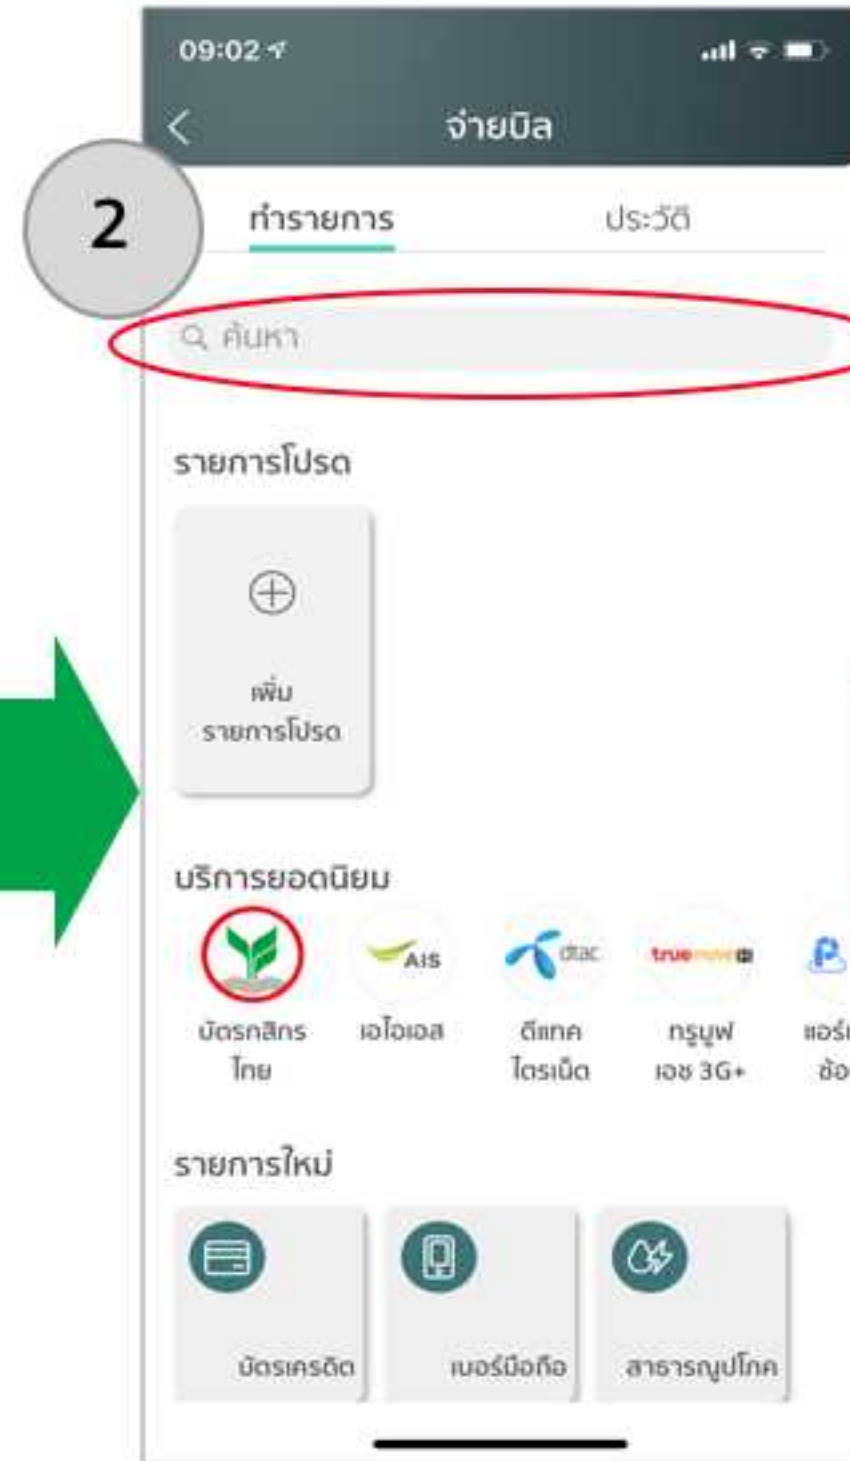 09:02
จ่ายบิล
2
ทำรายการ
ประวัติ
ค้นหา
รายการโปรด
เพิ่ม
รายการโปรด
บริการยอดนิยม
AIS
dtac
truemove H
บัตรกสิกร
ไทย
เอไอเอส
ดีแทค
ไตรเน็ต
ทรูมูฟ
เอช 3G+
รายการใหม่
บัตรเครดิต
เบอร์มือถือ
สาธารณูปโภค